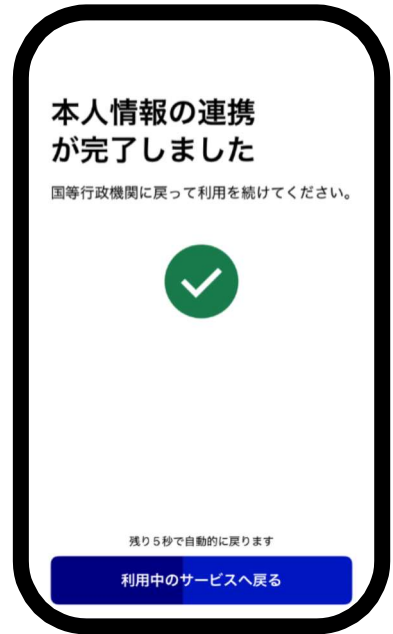 本人情報の連携
が完了しました
国等行政機関に戻って利用を続けてください。
残り5秒で自動的に戻ります
利用中のサービスへ戻る